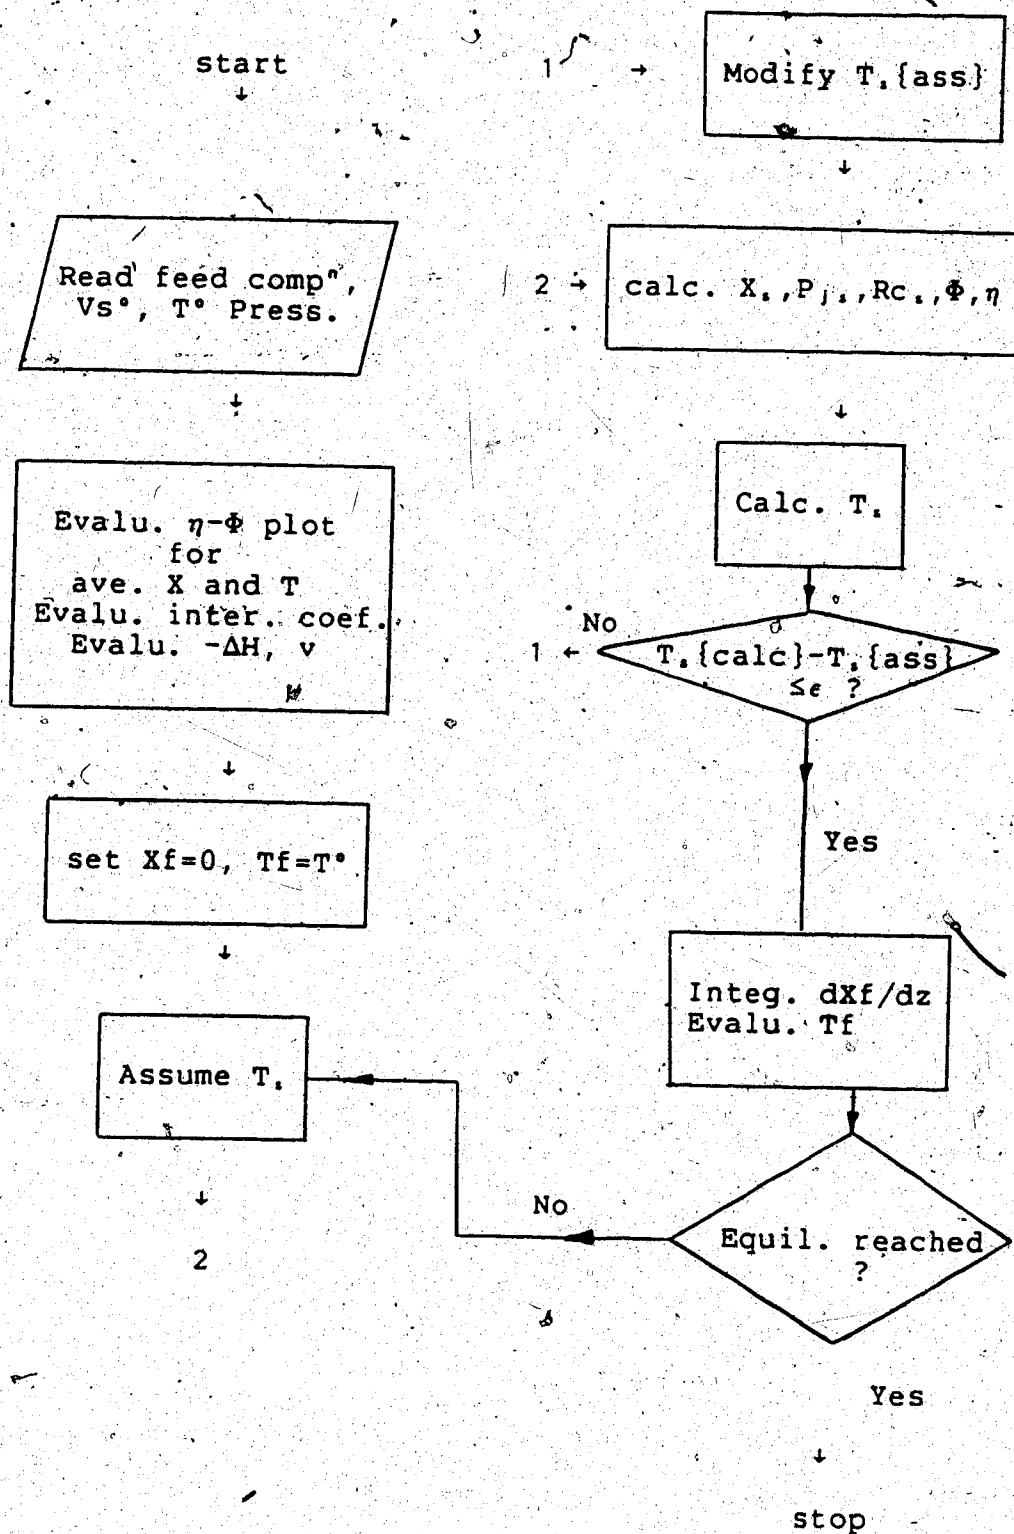 start
↓
Read feed compⁿ,
Vs°, T° Press.
↓
Evalu. η-Φ plot
for
ave. X and T
Evalu. inter. coef.
Evalu. -ΔH, v
↓
set Xf=0, Tf=T°
↓
Assume Tₛ
↓
2
1 →
Modify Tₛ{ass}
↓
2 →
calc. Xₛ,Pⱼₛ,Rcₛ,Φ,η
↓
Calc. Tₛ
No
1 ←
Tₛ{calc}-Tₛ{ass}
≤ϵ ?
Yes
Integ. dXf/dz
Evalu. Tf
No
Equil. reached
?
Yes
↓
stop